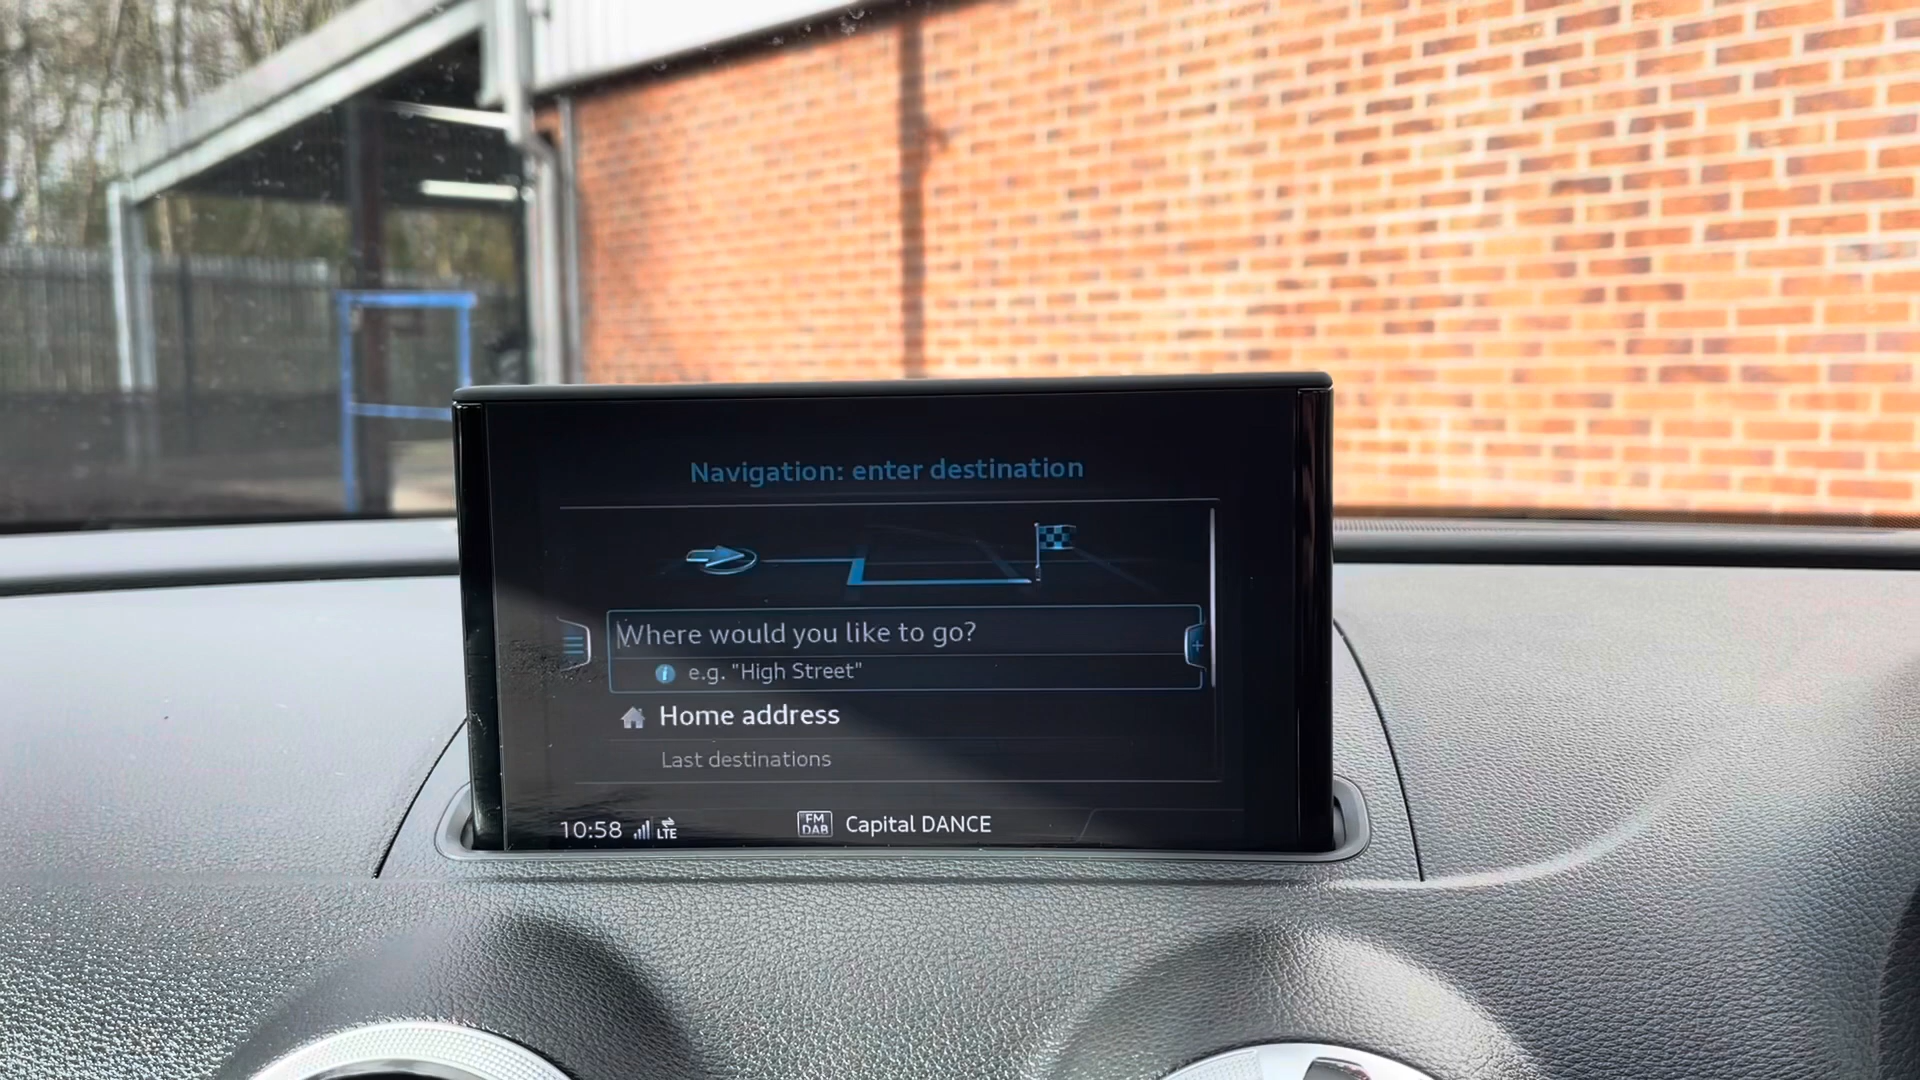 Navigation: enter destination
Where would you like to go?
i e.g. "High Street"
Home address
Last destinations
10:58 LTE FM DAB Capital DANCE